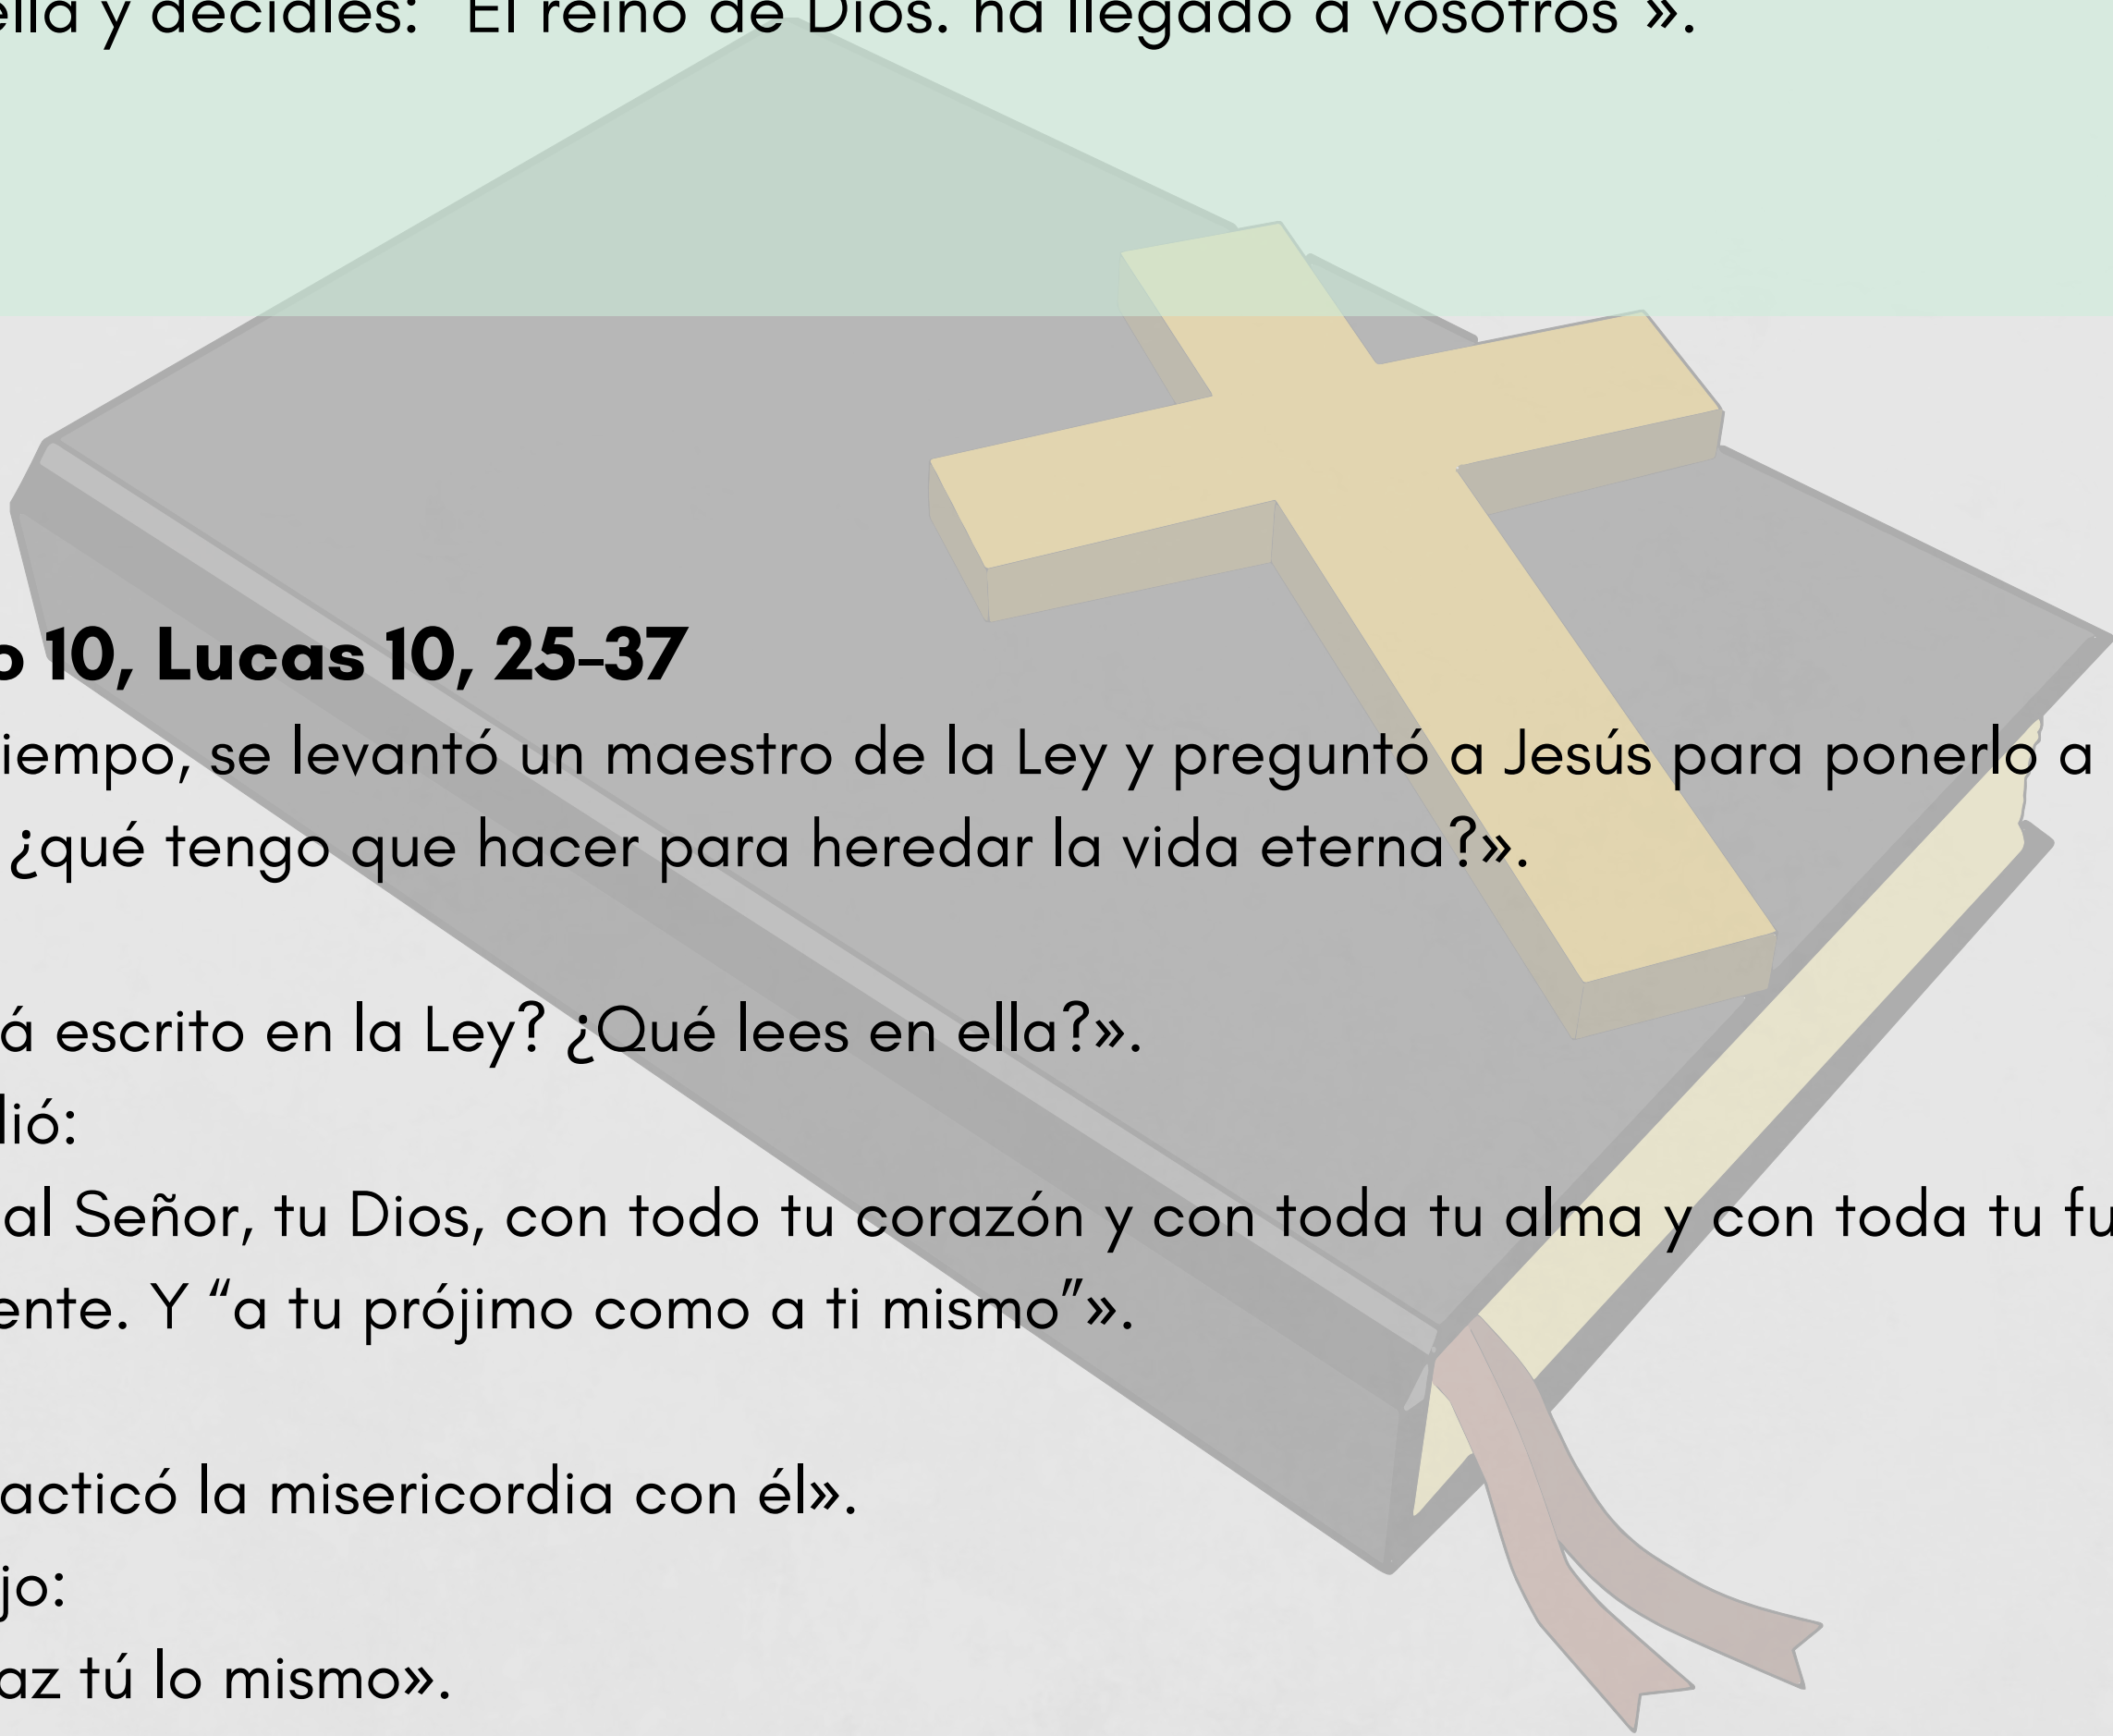 ella y decidles: "El reino de Dios. ha llegado a vosotros ».
o 10, Lucas 10, 25-37
iempo, se levantó un maestro de la Ley y preguntó a Jesús para ponerlo a
¿qué tengo que hacer para heredar la vida eterna?».
á escrito en la Ley? ¿Qué lees en ella?».
dió:
al Señor, tu Dios, con todo tu corazón y con toda tu alma y con toda tu fu
ente. Y “a tu prójimo como a ti mismo”».
acticó la misericordia con él».
jo:
az tú lo mismo».